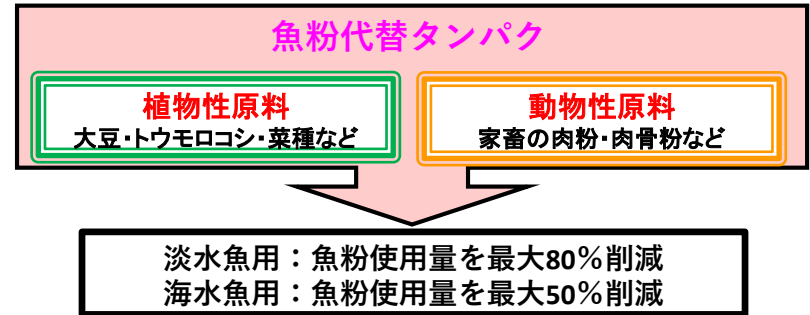 魚粉代替タンパク
植物性原料
大豆・トウモロコシ・菜種など
動物性原料
家畜の肉粉・肉骨粉など
淡水魚用：魚粉使用量を最大80％削減
海水魚用：魚粉使用量を最大50％削減